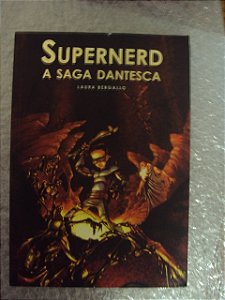 SUPERNERD
A SAGA DANTESCA
LAURA BERGALLO